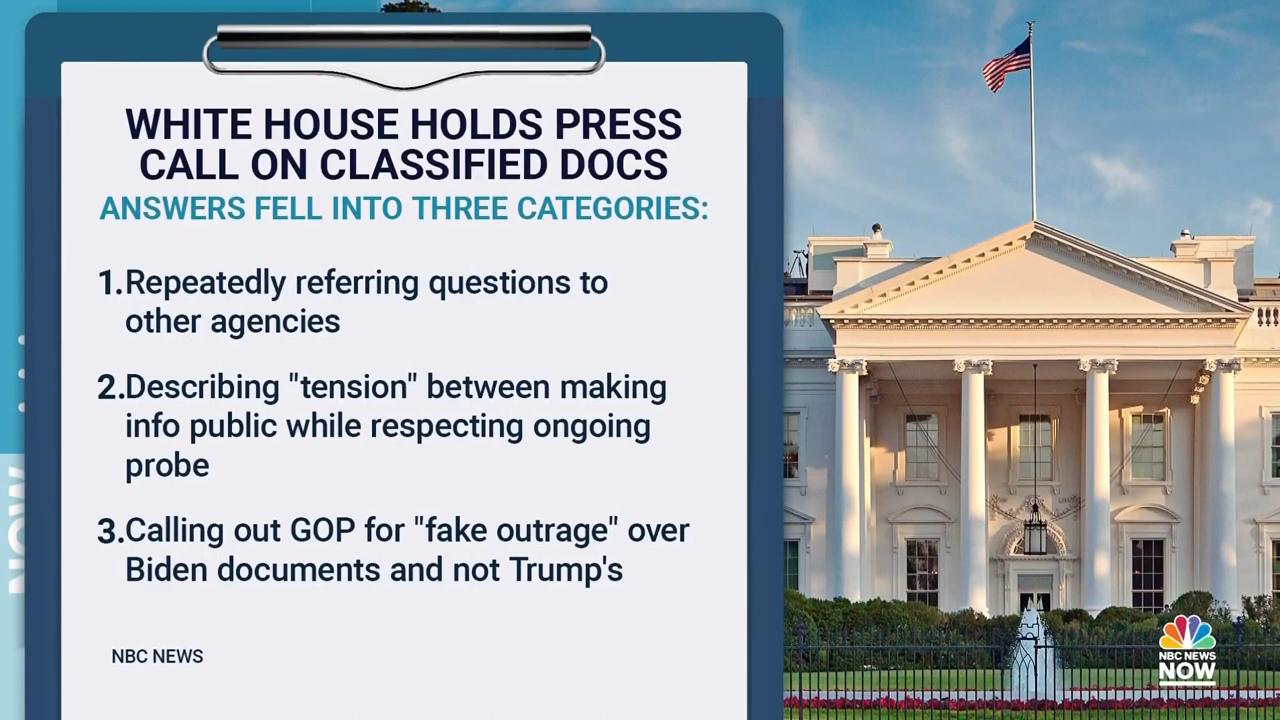 WHITE HOUSE HOLDS PRESS
CALL ON CLASSIFIED DOCS
ANSWERS FELL INTO THREE CATEGORIES:
1.Repeatedly referring questions to
other agencies
2.Describing "tension" between making
info public while respecting ongoing
probe
3.Calling out GOP for "fake outrage" over
Biden documents and not Trump's
NBC NEWS
NOW
NBC NEWS
NOW